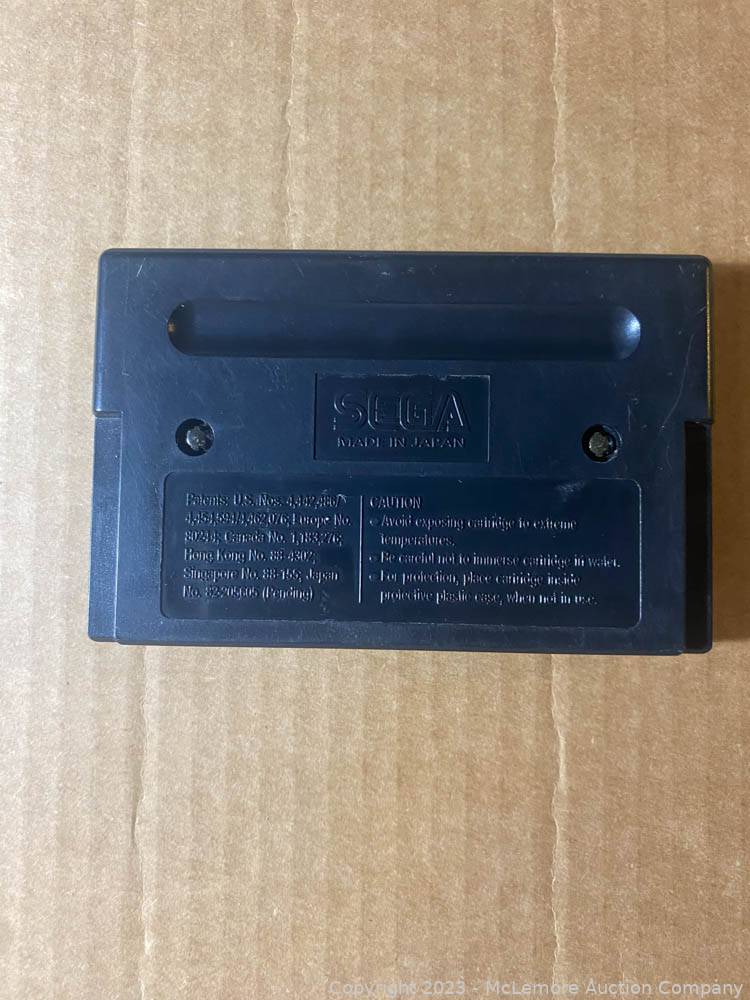 SEGA
MADE IN JAPAN
Patents: U.S. Nos. 4,442,486/
4,454,594/4,462,076; Europe No.
80244; Canada No. 1,183,276;
Hong Kong No. 88-4302;
Singapore No. 88-155; Japan
No. 82-205605 (Pending)
CAUTION
- Avoid exposing cartridge to extreme
temperatures.
- Be careful not to immerse cartridge in water.
- For protection, place cartridge inside
protective plastic case, when not in use.
Copyright 2023 - McLemore Auction Company